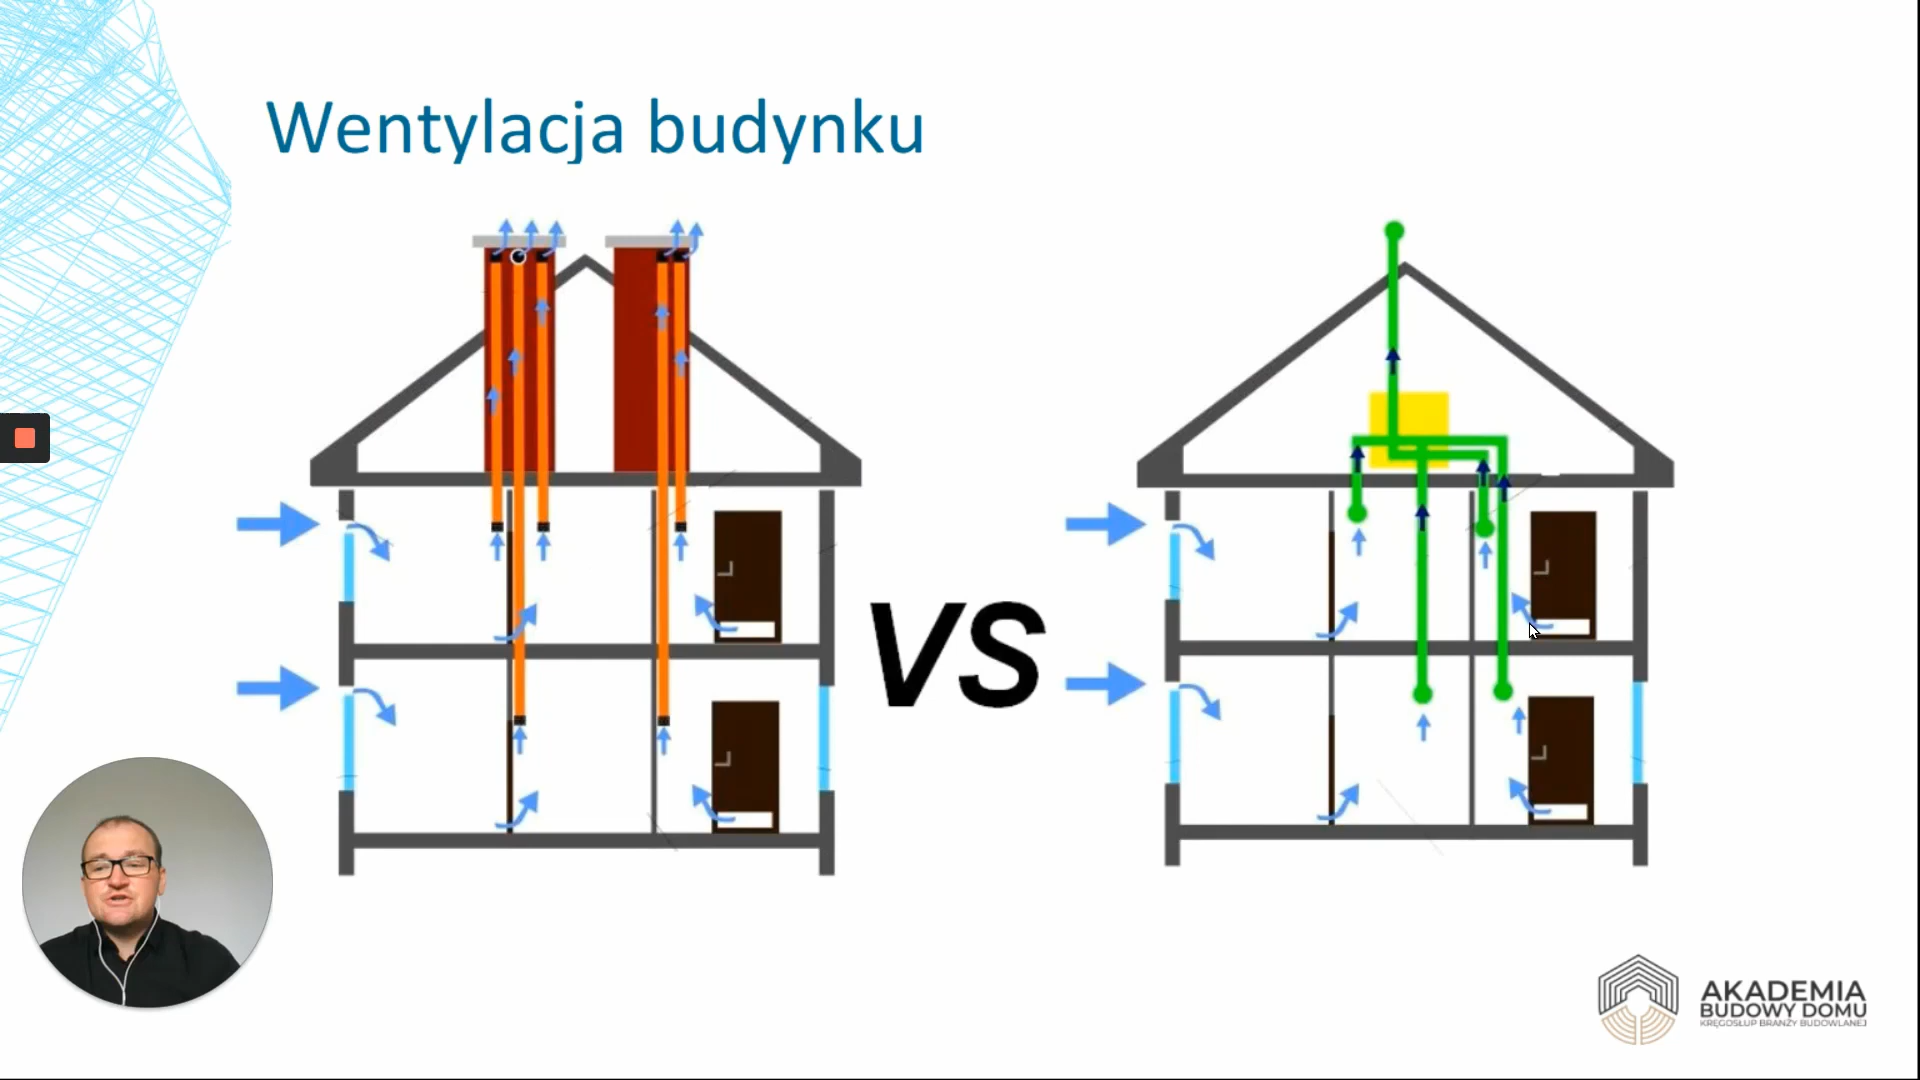 Wentylacja budynku
VS
AKADEMIA
BUDOWY DOMU
KRĘGOSŁUP BRANŻY BUDOWLANEJ